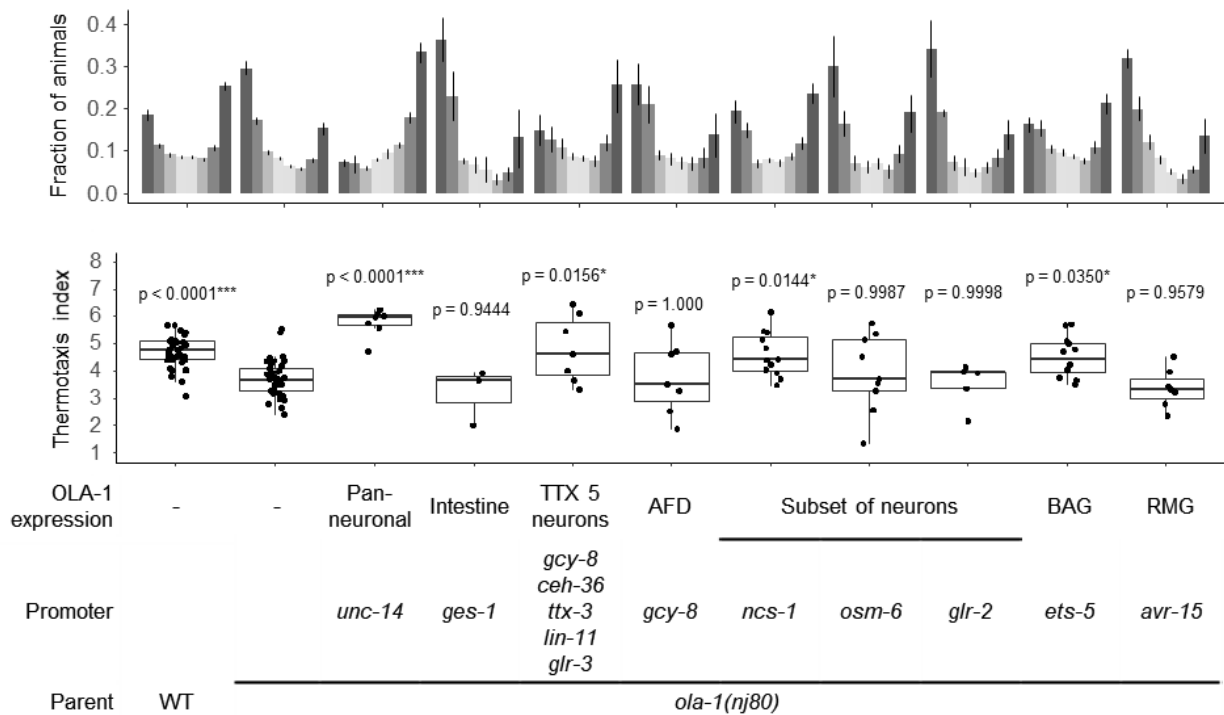 Fraction of animals
0.4
0.3
0.2
0.1
0.0
Thermotaxis index
8
7
6
5
4
3
2
1
p < 0.0001***
p < 0.0001***
p = 0.9444
p = 0.0156*
p = 1.000
p = 0.0144*
p = 0.9987
p = 0.9998
p = 0.0350*
p = 0.9579
OLA-1
expression
-
-
Pan-
neuronal
Intestine
TTX 5
neurons
AFD
Subset of neurons
BAG
RMG
Promoter
unc-14
ges-1
gcy-8
ceh-36
ttx-3
lin-11
glr-3
gcy-8
ncs-1
osm-6
glr-2
ets-5
avr-15
Parent
WT
ola-1(nj80)